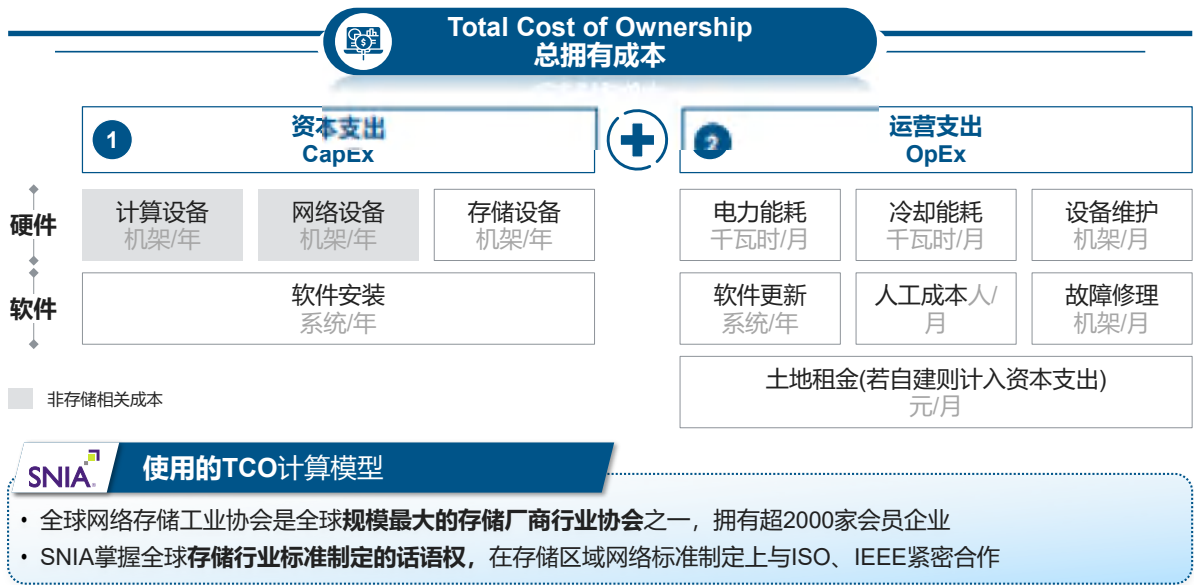 Total Cost of Ownership
总拥有成本
1
资本支出
CapEx
2
运营支出
OpEx
硬件
计算设备
机架/年
网络设备
机架/年
存储设备
机架/年
电力能耗
千瓦时/月
冷却能耗
千瓦时/月
设备维护
机架/月
软件
软件安装
系统/年
软件更新
系统/年
人工成本人/
月
故障修理
机架/月
土地租金(若自建则计入资本支出)
元/月
非存储相关成本
SNIA.
使用的TCO计算模型
• 全球网络存储工业协会是全球规模最大的存储厂商行业协会之一，拥有超2000家会员企业
• SNIA掌握全球存储行业标准制定的话语权，在存储区域网络标准制定上与ISO、IEEE紧密合作